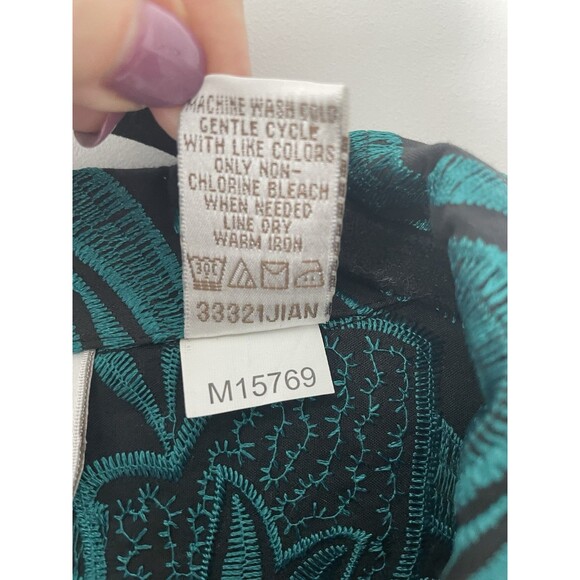 MACHINE WASH COLD
GENTLE CYCLE
WITH LIKE COLORS
ONLY NON-
CHLORINE BLEACH
WHEN NEEDED
LINE DRY
WARM IRON
30C
33321JIAN
M15769